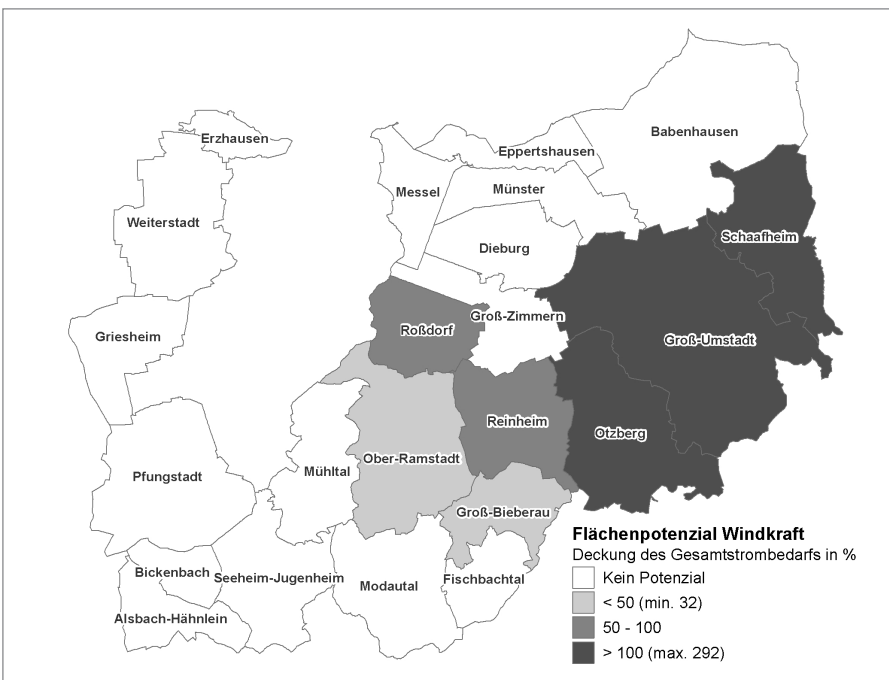 Babenhausen
Erzhausen
Eppertshausen
Messel
Münster
Weiterstadt
Schaafheim
Dieburg
Groß-Zimmern
Roßdorf
Griesheim
Groß-Umstadt
Reinheim
Otzberg
Ober-Ramstadt
Mühltal
Pfungstadt
Groß-Bieberau
Bickenbach
Seeheim-Jugenheim
Modautal
Fischbachtal
Alsbach-Hähnlein
Flächenpotenzial Windkraft
Deckung des Gesamtstrombedarfs in %
Kein Potenzial
< 50 (min. 32)
50 - 100
> 100 (max. 292)